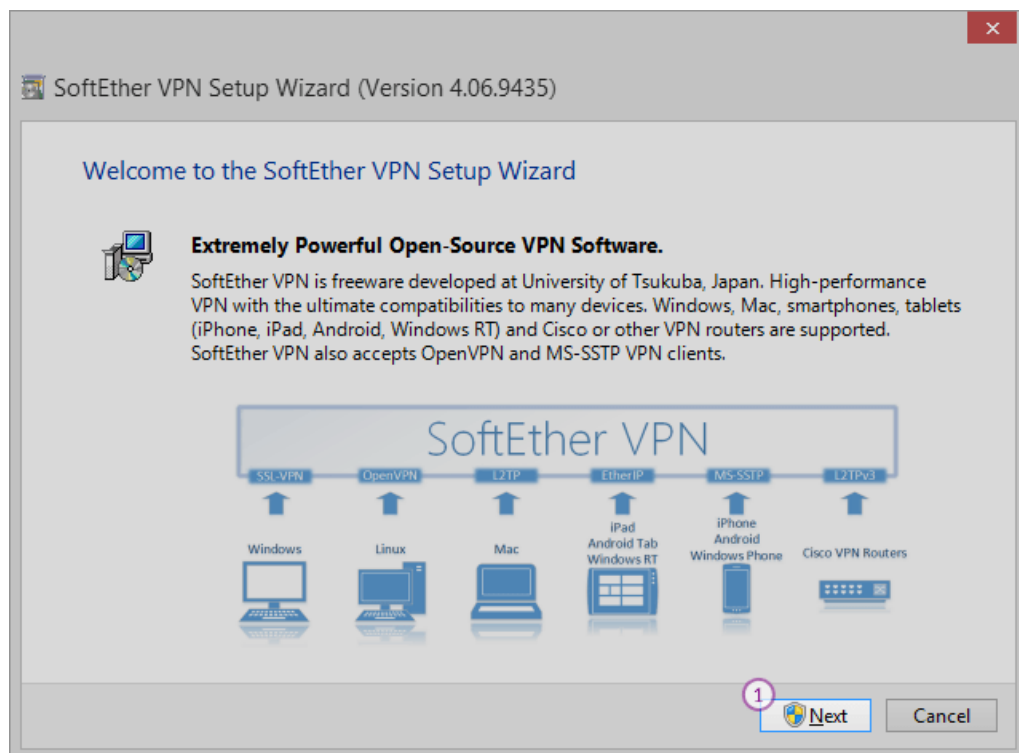 SoftEther VPN Setup Wizard (Version 4.06.9435)
Welcome to the SoftEther VPN Setup Wizard
Extremely Powerful Open-Source VPN Software.
SoftEther VPN is freeware developed at University of Tsukuba, Japan. High-performance
VPN with the ultimate compatibilities to many devices. Windows, Mac, smartphones, tablets
(iPhone, iPad, Android, Windows RT) and Cisco or other VPN routers are supported.
SoftEther VPN also accepts OpenVPN and MS-SSTP VPN clients.
SoftEther VPN
SSL-VPN OpenVPN L2TP EtherIP MS-SSTP L2TPv3
Windows
Linux
Mac
iPad
Android Tab
Windows RT
iPhone
Android
Windows Phone
Cisco VPN Routers
1
Next Cancel